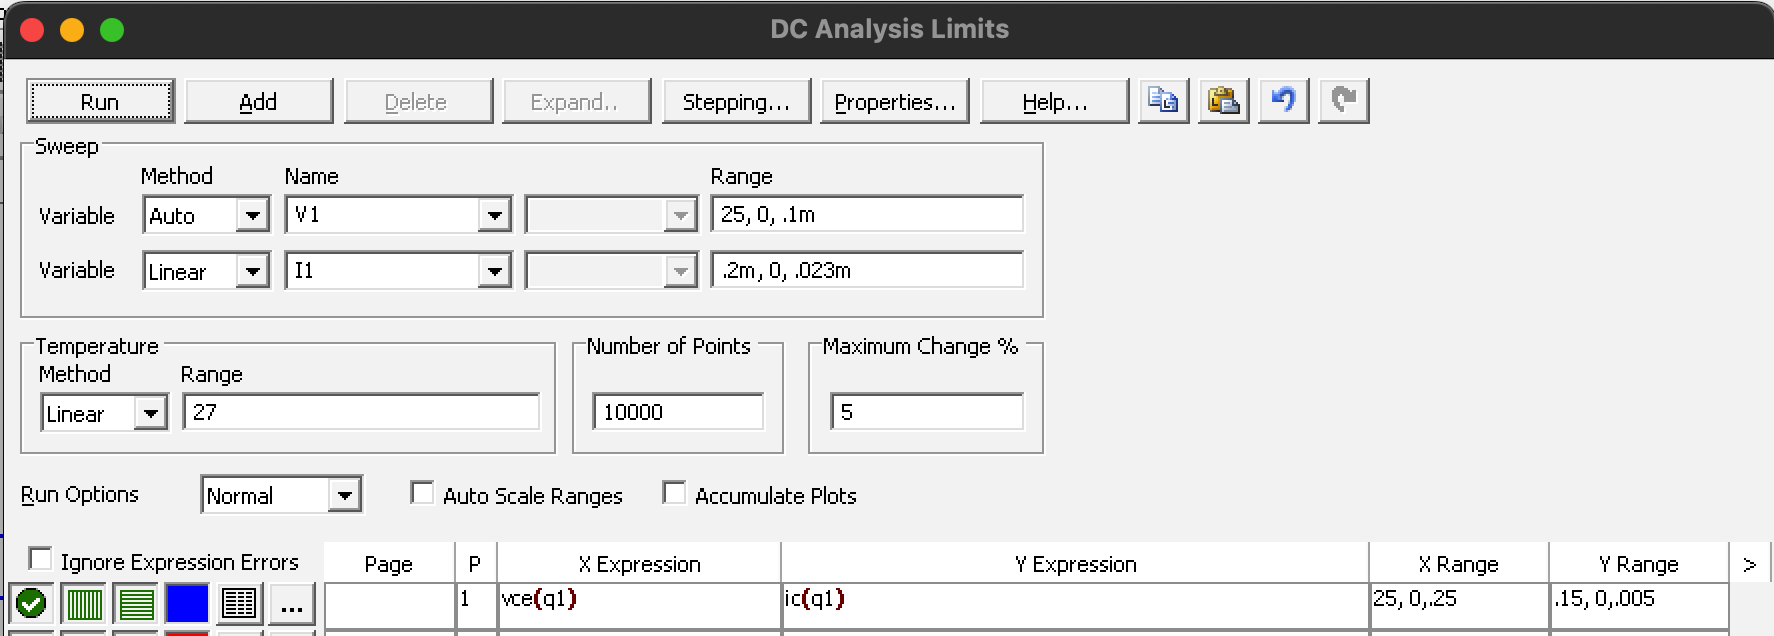 DC Analysis Limits
Run Add Delete Expand.. Stepping... Properties... Help...
Sweep
Method Name Range
Variable Auto V1 25, 0, .1m
Variable Linear I1 .2m, 0, .023m
Temperature Number of Points Maximum Change %
Method Range
Linear 27 10000 5
Run Options Normal Auto Scale Ranges Accumulate Plots
Ignore Expression Errors Page P X Expression Y Expression X Range Y Range >
... 1 vce(q1) ic(q1) 25, 0,.25 .15, 0,.005